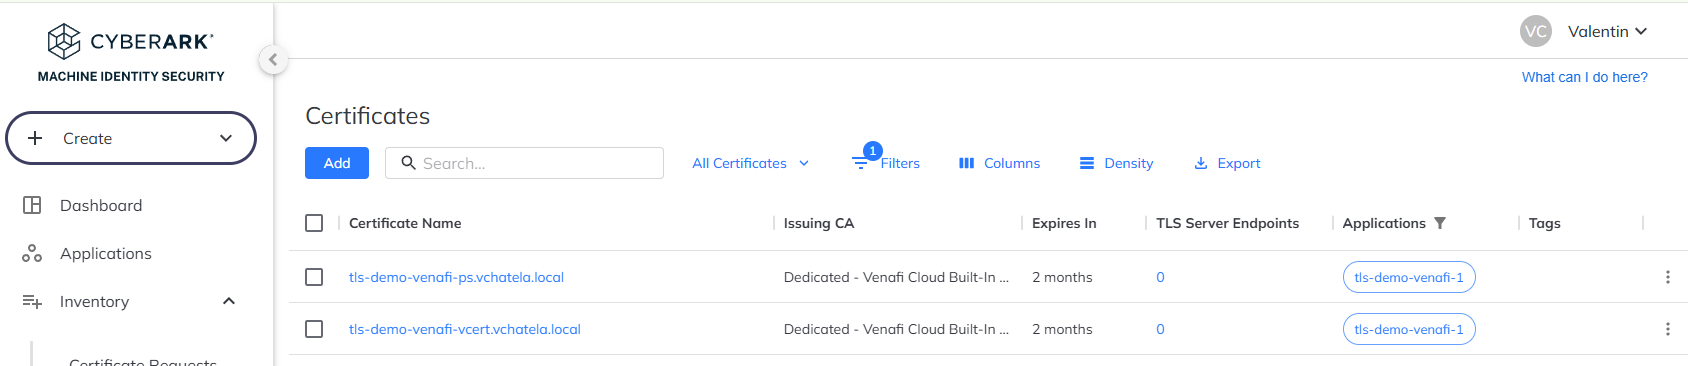 CYBERARK®
MACHINE IDENTITY SECURITY
Create
Dashboard
Applications
Inventory
Certificate Requests
VC Valentin
What can I do here?
Certificates
Add Search... All Certificates 1 Filters Columns Density Export
Certificate Name Issuing CA Expires In TLS Server Endpoints Applications Tags
tls-demo-venafi-ps.vchatela.local Dedicated - Venafi Cloud Built-In ... 2 months 0 tls-demo-venafi-1
tls-demo-venafi-vcert.vchatela.local Dedicated - Venafi Cloud Built-In ... 2 months 0 tls-demo-venafi-1